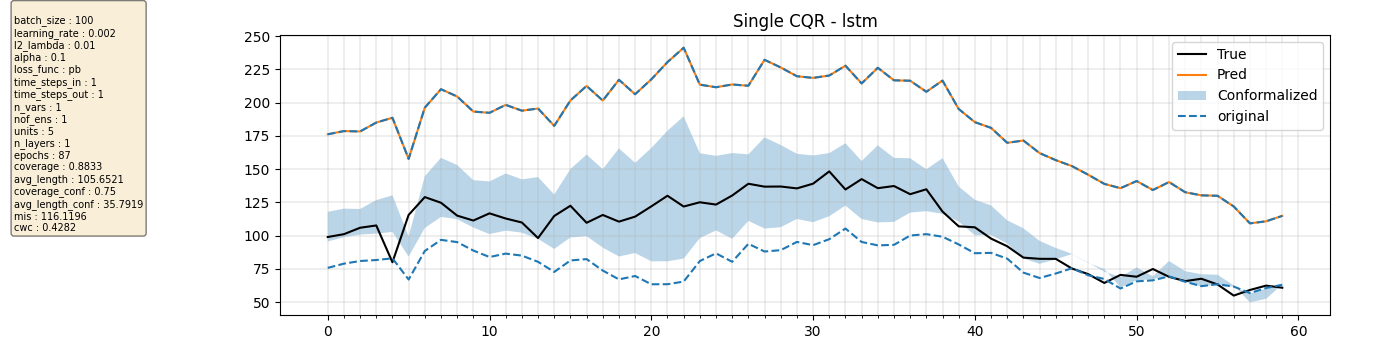 batch_size : 100
learning_rate : 0.002
l2_lambda : 0.01
alpha : 0.1
loss_func : pb
time_steps_in : 1
time_steps_out : 1
n_vars : 1
nof_ens : 1
units : 5
n_layers : 1
epochs : 87
coverage : 0.8833
avg_length : 105.6521
coverage_conf : 0.75
avg_length_conf : 35.7919
mis : 116.1196
cwc : 0.4282
Single CQR - lstm
250
225
200
175
150
125
100
75
50
0 10 20 30 40 50 60
True
Pred
Conformalized
original